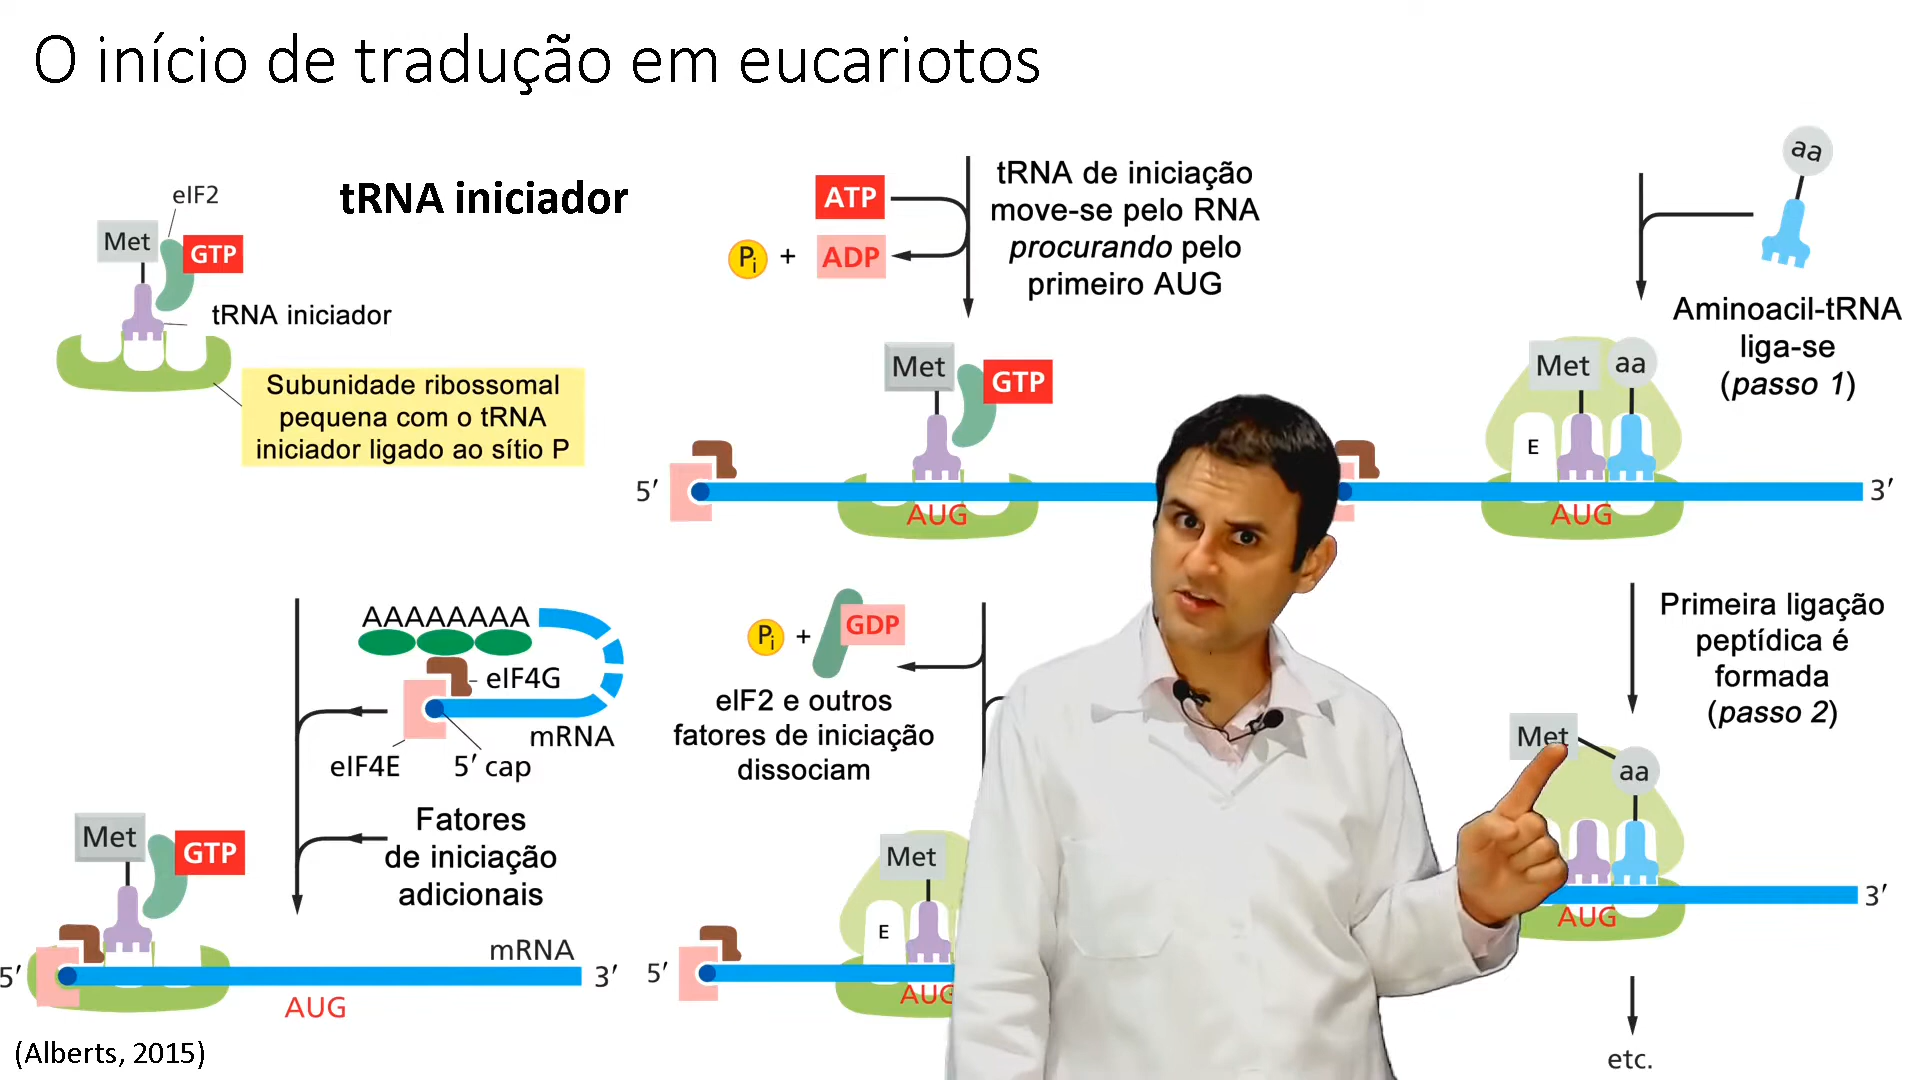 O início de tradução em eucariotos
tRNA iniciador
eIF2
Met
GTP
tRNA iniciador
Subunidade ribossomal
pequena com o tRNA
iniciador ligado ao sítio P
AAAAAAAA
eIF4G
mRNA
eIF4E
5′ cap
Fatores
de iniciação
adicionais
Met
GTP
mRNA
5′
3′
AUG
(Alberts, 2015)
ATP
Pi + ADP
tRNA de iniciação
move-se pelo RNA
procurando pelo
primeiro AUG
Met
GTP
5′
AUG
Pi + GDP
eIF2 e outros
fatores de iniciação
dissociam
Met
E
5′
AUG
aa
Aminoacil-tRNA
liga-se
(passo 1)
Met aa
E
3′
AUG
Primeira ligação
peptídica é
formada
(passo 2)
Met
aa
3′
AUG
etc.